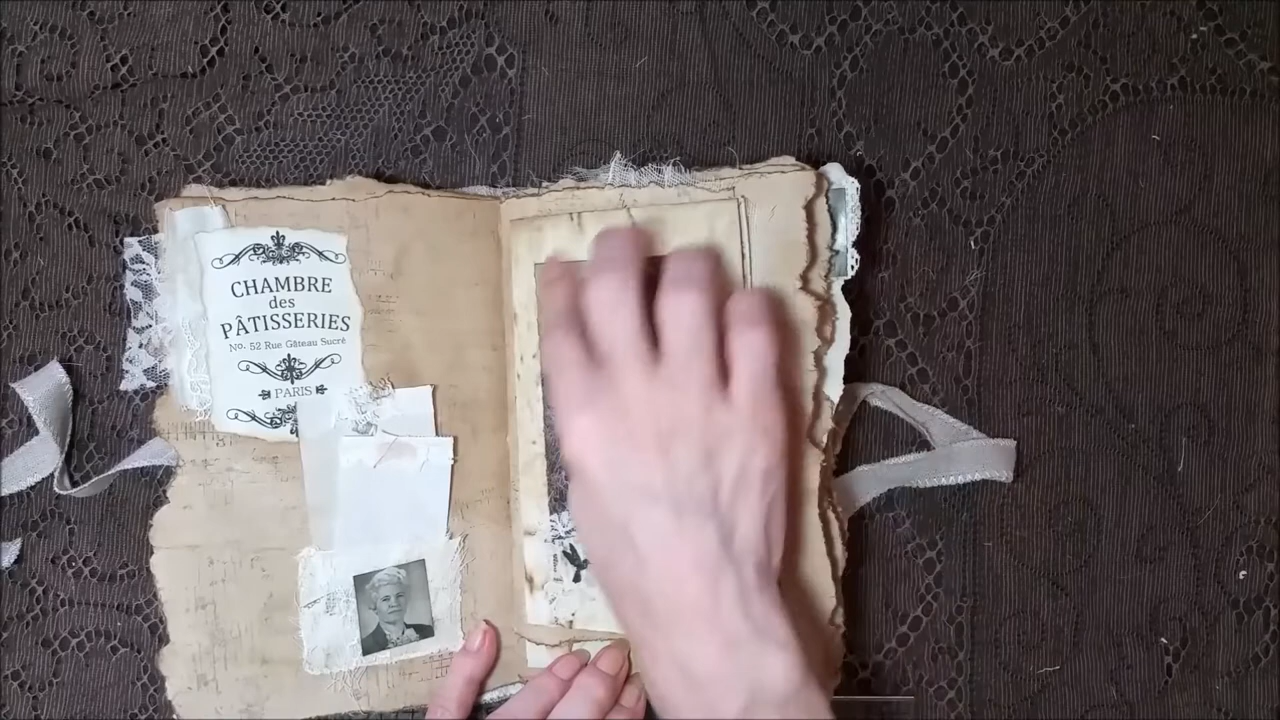 CHAMBRE
des
PÂTISSERIES
No. 52 Rue Gâteau Sucré
PARIS